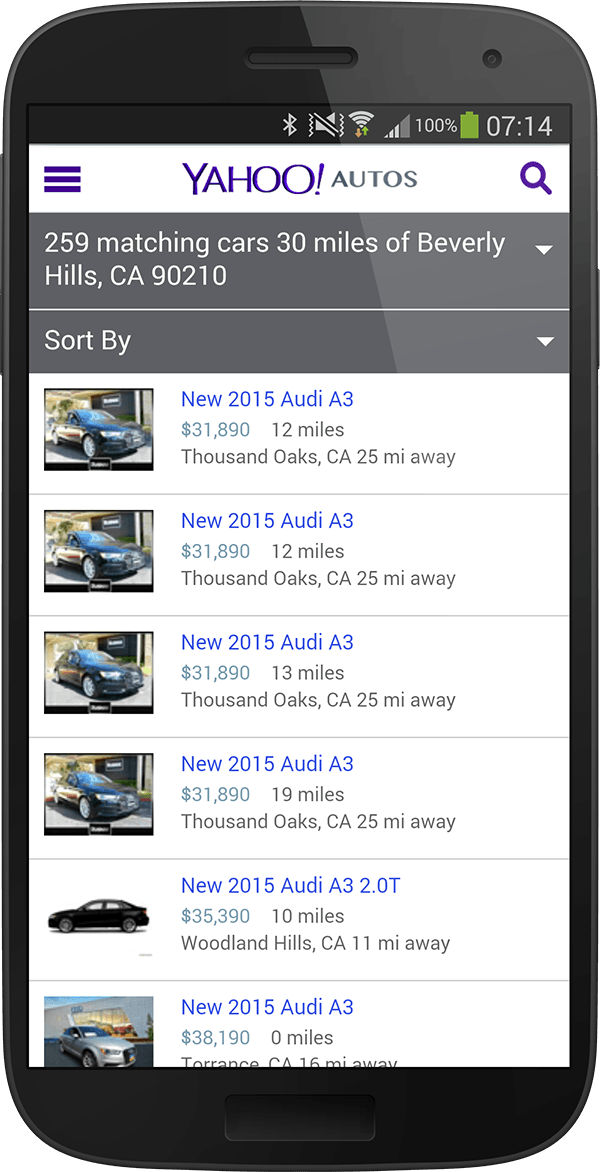 100% 07:14
YAHOO! AUTOS
259 matching cars 30 miles of Beverly
Hills, CA 90210
Sort By
New 2015 Audi A3
$31,890 12 miles
Thousand Oaks, CA 25 mi away
New 2015 Audi A3
$31,890 12 miles
Thousand Oaks, CA 25 mi away
New 2015 Audi A3
$31,890 13 miles
Thousand Oaks, CA 25 mi away
New 2015 Audi A3
$31,890 19 miles
Thousand Oaks, CA 25 mi away
New 2015 Audi A3 2.0T
$35,390 10 miles
Woodland Hills, CA 11 mi away
New 2015 Audi A3
$38,190 0 miles
Torrance, CA 16 mi away